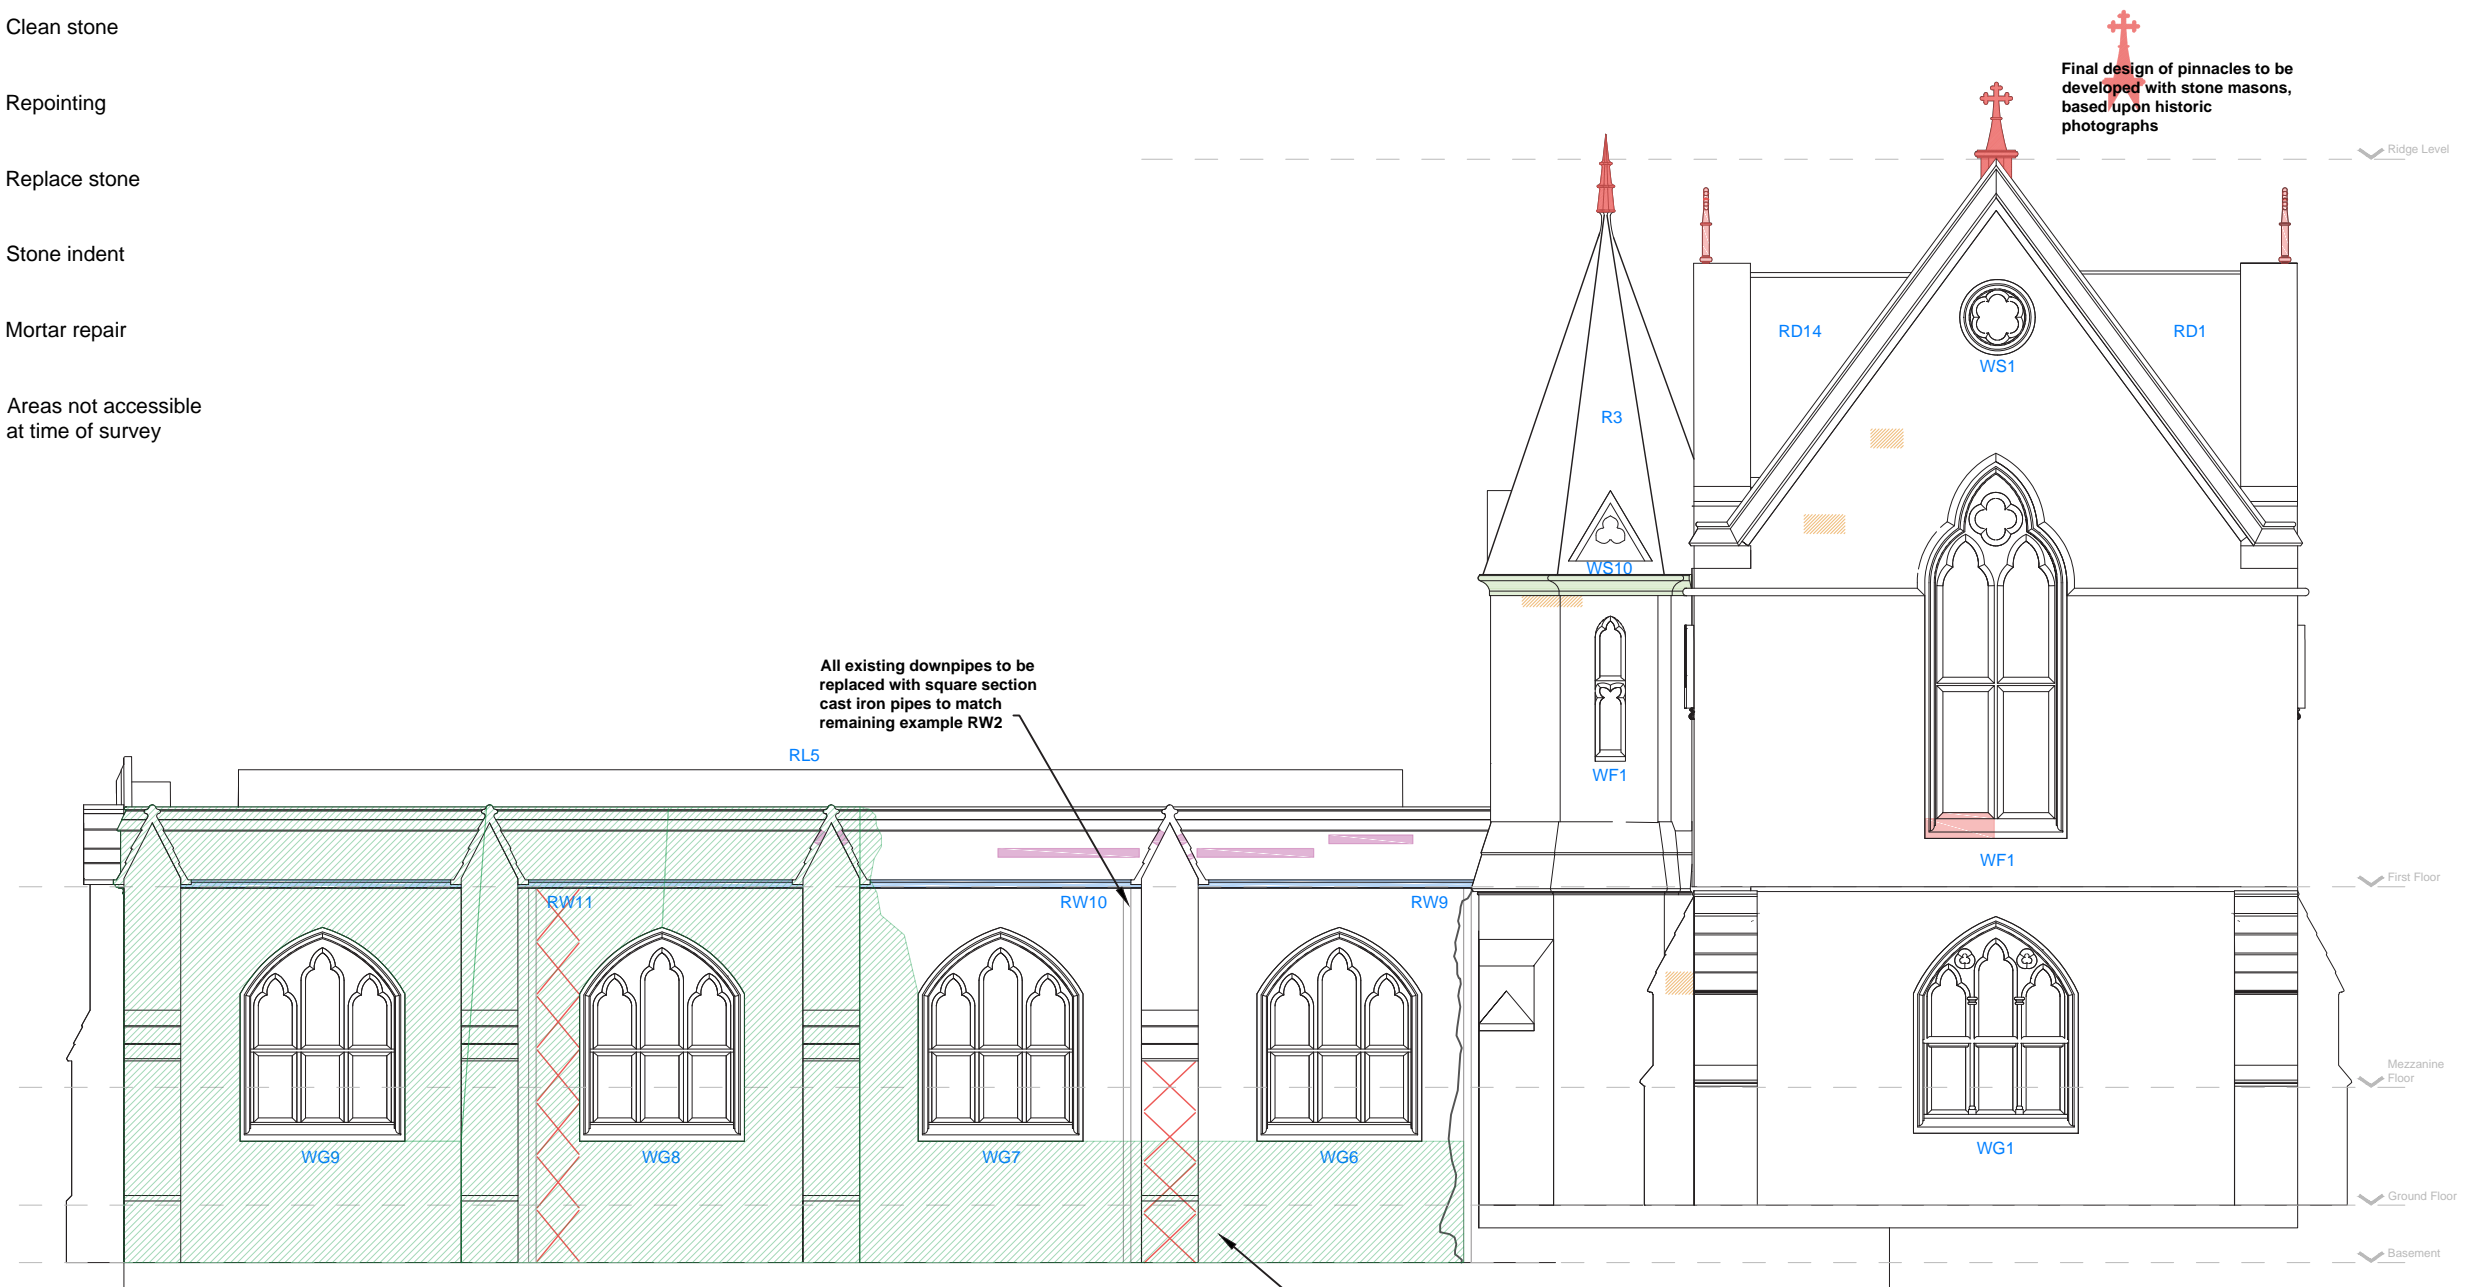 Clean stone
Repointing
Replace stone
Stone indent
Mortar repair
Areas not accessible
at time of survey
Final design of pinnacles to be
developed with stone masons,
based upon historic
photographs
Ridge Level
RD14
RD1
WS1
R3
WS10
All existing downpipes to be
replaced with square section
cast iron pipes to match
remaining example RW2
RL5
WF1
WF1
First Floor
RW11
RW10
RW9
Mezzanine
Floor
WG9
WG8
WG7
WG6
WG1
Ground Floor
Basement